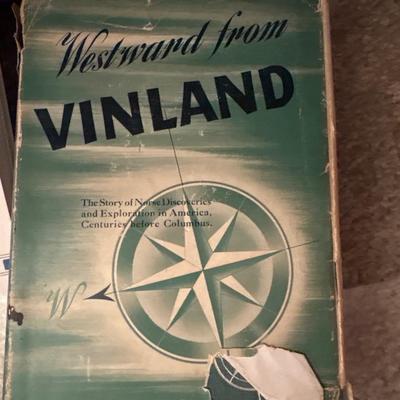 Westward from
VINLAND
The Story of Norse Discoveries
and Exploration in America,
Centuries before Columbus.
W